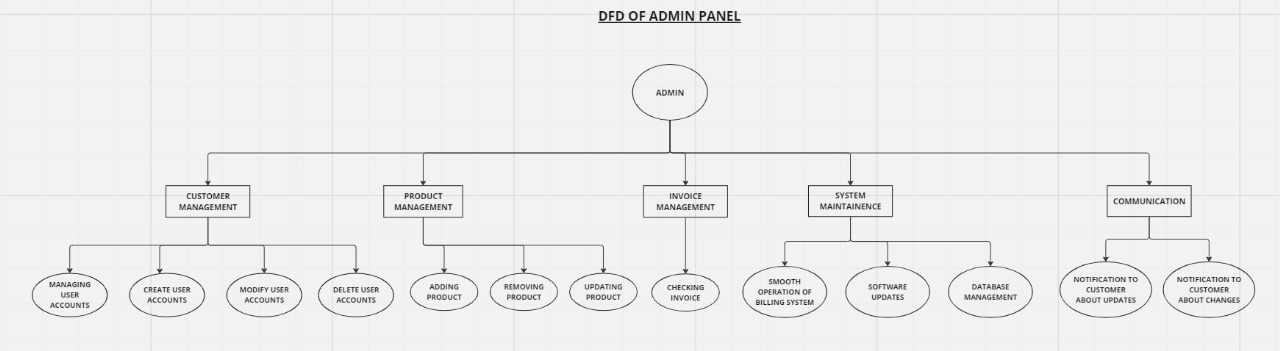 DFD OF ADMIN PANEL
ADMIN
CUSTOMER
MANAGEMENT
PRODUCT
MANAGEMENT
INVOICE
MANAGEMENT
SYSTEM
MAINTAINENCE
COMMUNICATION
MANAGING
USER
ACCOUNTS
CREATE USER
ACCOUNTS
MODIFY USER
ACCOUNTS
DELETE USER
ACCOUNTS
ADDING
PRODUCT
REMOVING
PRODUCT
UPDATING
PRODUCT
CHECKING
INVOICE
SMOOTH
OPERATION OF
BILLING SYSTEM
SOFTWARE
UPDATES
DATABASE
MANAGEMENT
NOTIFICATION TO
CUSTOMER
ABOUT UPDATES
NOTIFICATION TO
CUSTOMER
ABOUT CHANGES